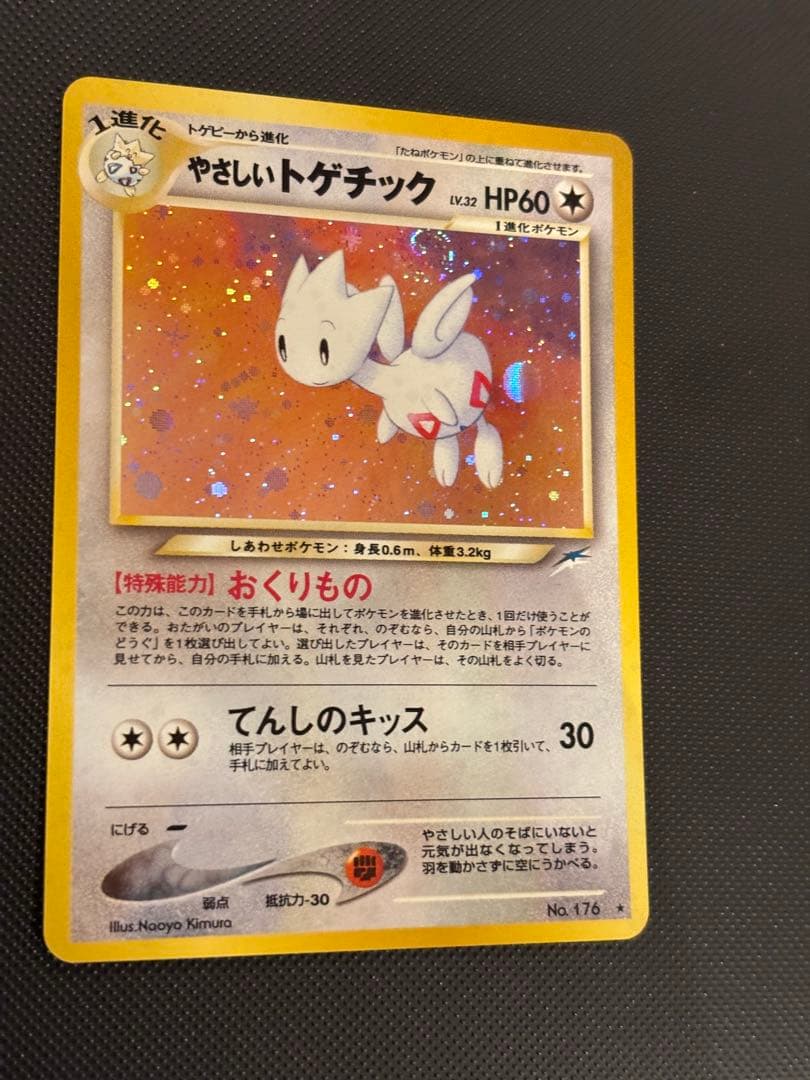 1進化
トゲピーから進化
「たねポケモン」の上に重ねて進化させます。
やさしいトゲチック LV.32 HP60
1進化ポケモン
しあわせポケモン：身長0.6m、体重3.2kg
【特殊能力】おくりもの
この力は、このカードを手札から場に出してポケモンを進化させたとき、1回だけ使うことが
できる。おたがいのプレイヤーは、それぞれ、のぞむなら、自分の山札から「ポケモンの
どうぐ」を1枚選び出してよい。選び出したプレイヤーは、そのカードを相手プレイヤーに
見せてから、自分の手札に加える。山札を見たプレイヤーは、その山札をよく切る。
てんしのキッス 30
相手プレイヤーは、のぞむなら、山札からカードを1枚引いて、
手札に加えてよい。
にげる
弱点
抵抗力-30
やさしい人のそばにいないと
元気が出なくなってしまう。
羽を動かさずに空にうかべる。
Illus.Naoyo Kimura
No. 176 ★